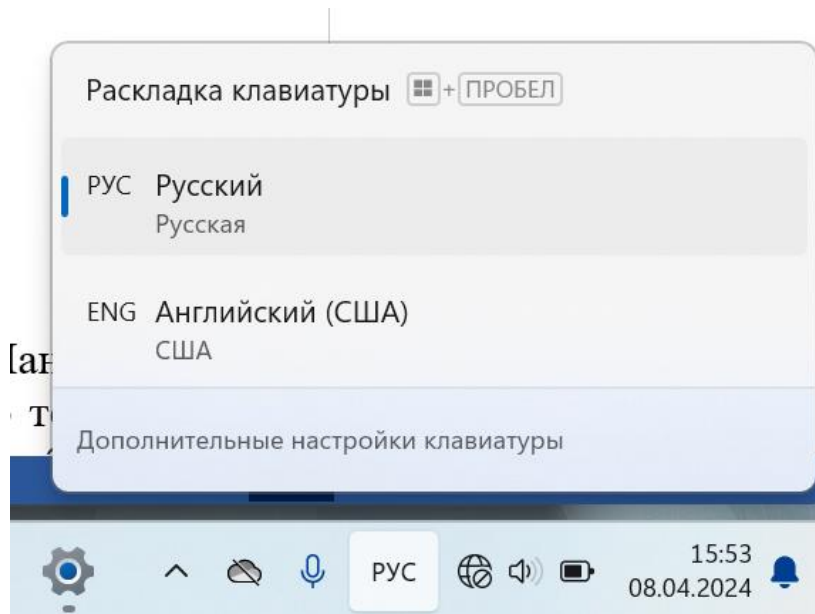 Раскладка клавиатуры + ПРОБЕЛ
РУС Русский
Русская
ENG Английский (США)
США
Дополнительные настройки клавиатуры
РУС
15:53
08.04.2024